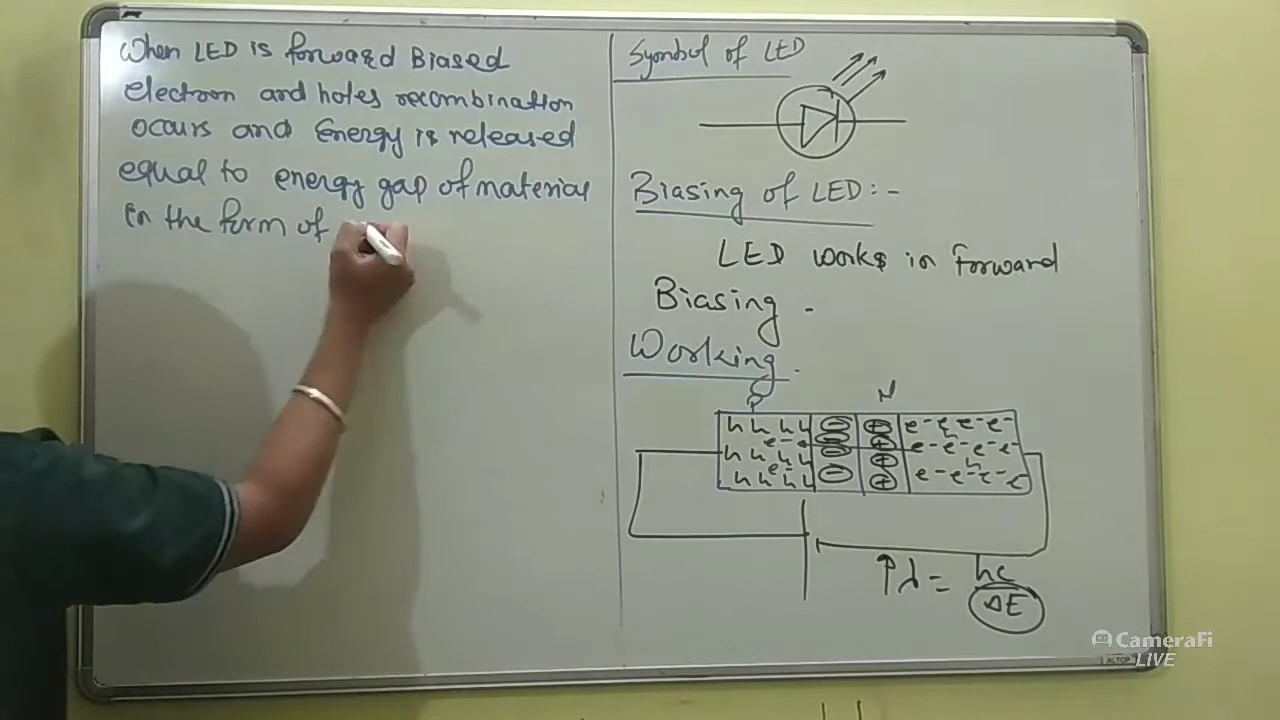 When LED is forward Biased
electron and holes recombination
occurs and Energy is released
equal to energy gap of material
in the form of
Symbol of LED
Biasing of LED:-
LED works in forward
Biasing.
Working.
P N
h h h h e- e- e- e-
e- e
h h h h e- e- e- e-
h
e- h
h h h h e- e- e- e
↑λ = hc
ΔE
CameraFi
LIVE